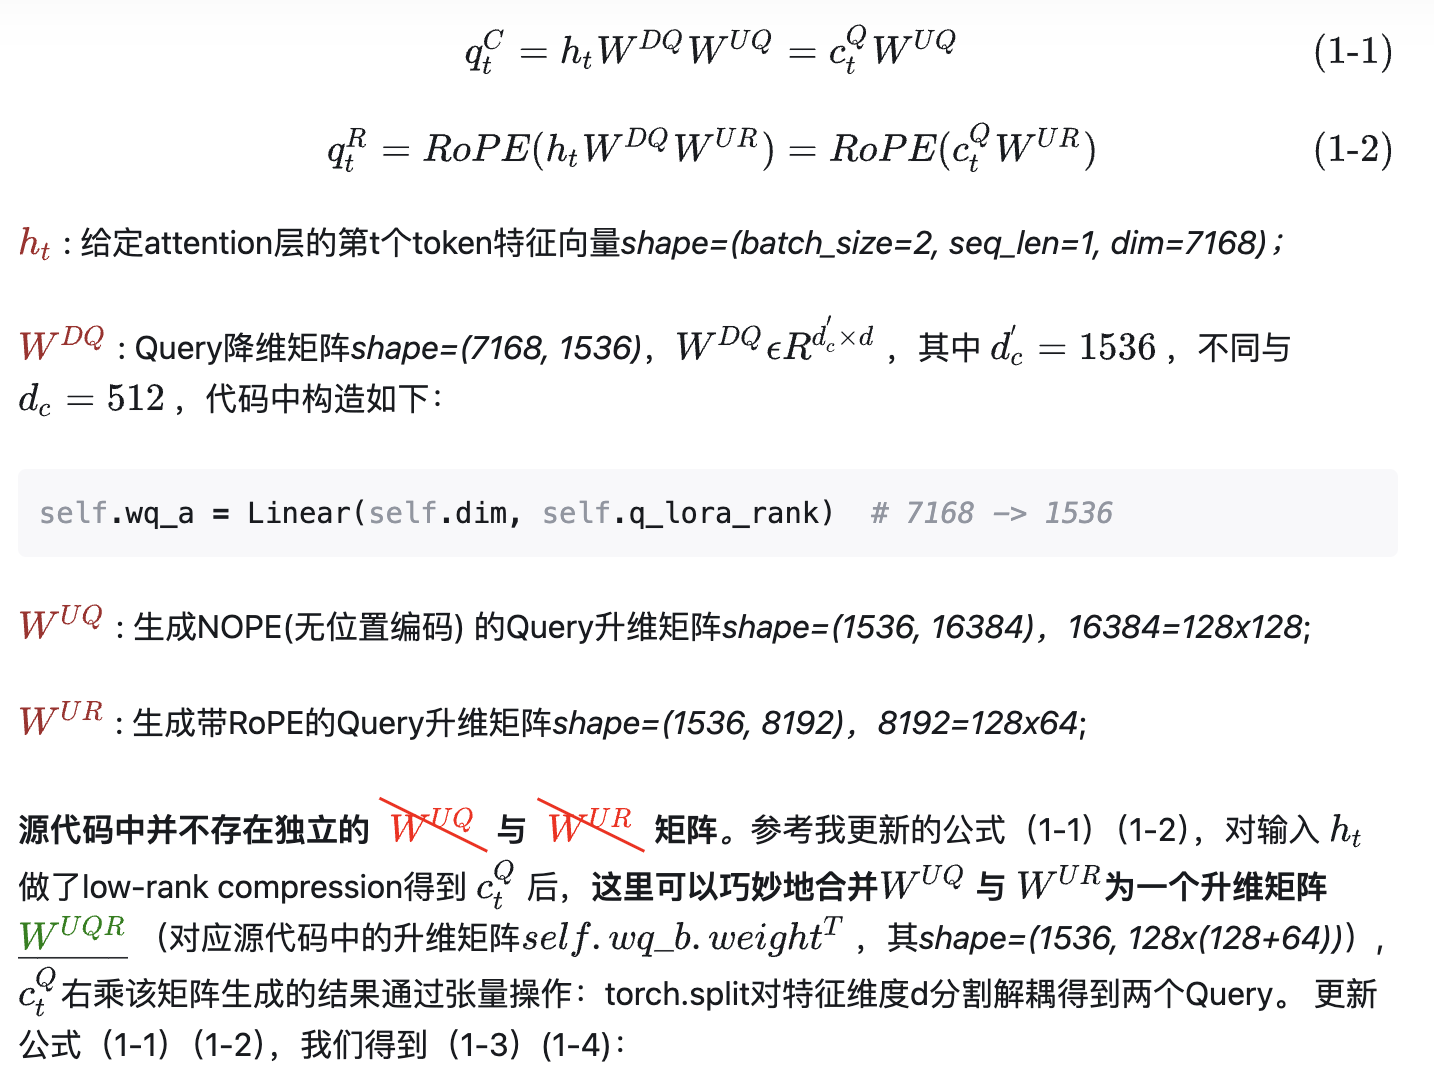 q_t^C = h_t W^{DQ} W^{UQ} = c_t^Q W^{UQ} (1-1)
q_t^R = RoPE(h_t W^{DQ} W^{UR}) = RoPE(c_t^Q W^{UR}) (1-2)
h_t : 给定attention层的第t个token特征向量shape=(batch_size=2, seq_len=1, dim=7168)；
W^{DQ} : Query降维矩阵shape=(7168, 1536)，W^{DQ} ϵ R^{d_c^' × d} ，其中 d_c^' = 1536 ，不同与
d_c = 512 ，代码中构造如下：
self.wq_a = Linear(self.dim, self.q_lora_rank)  # 7168 -> 1536
W^{UQ} : 生成NOPE(无位置编码) 的Query升维矩阵shape=(1536, 16384)，16384=128x128;
W^{UR} : 生成带RoPE的Query升维矩阵shape=(1536, 8192)，8192=128x64;
源代码中并不存在独立的 W^{UQ} 与 W^{UR} 矩阵。参考我更新的公式（1-1）(1-2)，对输入 h_t
做了low-rank compression得到 c_t^Q 后，这里可以巧妙地合并W^{UQ} 与 W^{UR}为一个升维矩阵
W^{UQR} （对应源代码中的升维矩阵self.wq_b.weight^T ，其shape=(1536, 128x(128+64))），
c_t^Q右乘该矩阵生成的结果通过张量操作：torch.split对特征维度d分割解耦得到两个Query。 更新
公式（1-1）(1-2)，我们得到（1-3）(1-4)：